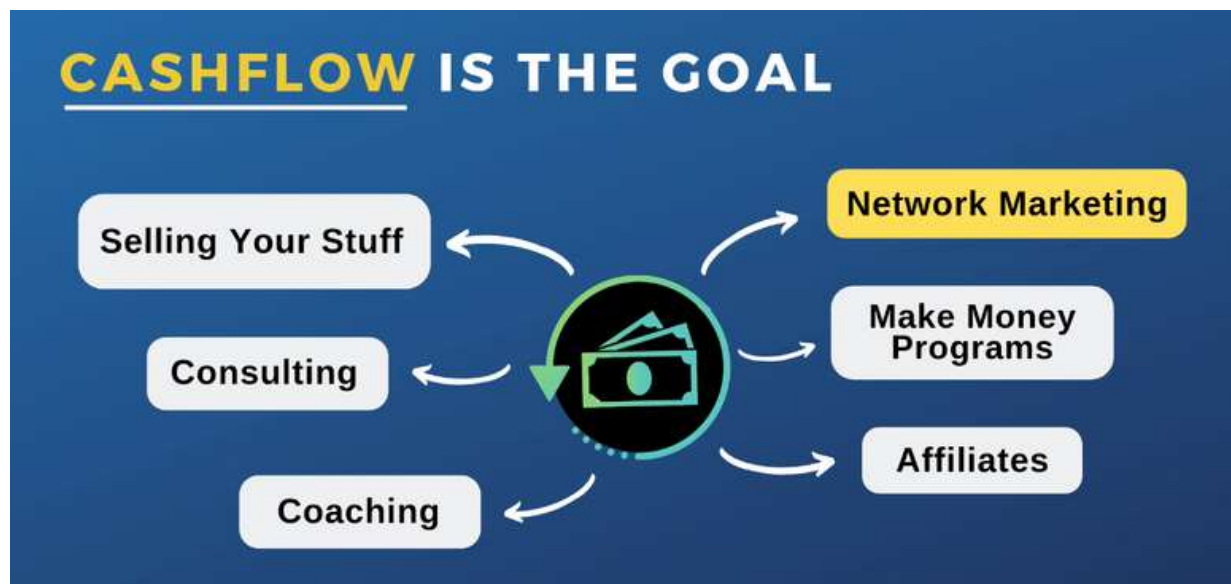 CASHFLOW IS THE GOAL
Selling Your Stuff
Consulting
Coaching
Network Marketing
Make Money
Programs
Affiliates